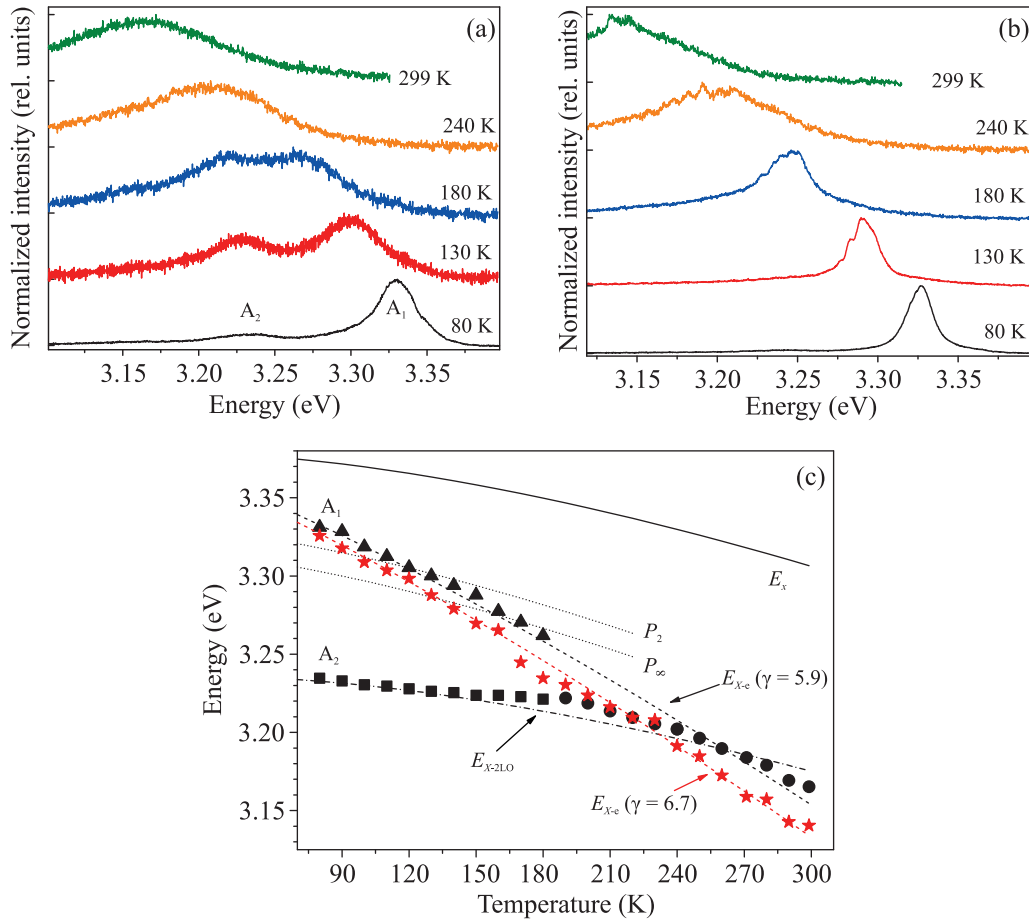 (a)
Normalized intensity (rel. units)
299 K
240 K
180 K
130 K
A₂
A₁
80 K
3.15 3.20 3.25 3.30 3.35
Energy (eV)
(b)
Normalized intensity (rel. units)
299 K
240 K
180 K
130 K
80 K
3.15 3.20 3.25 3.30 3.35
Energy (eV)
(c)
3.35
A₁
Eₓ
3.30
P₂
P∞
3.25
A₂
E_X-e (γ = 5.9)
3.20
E_X-2LO
E_X-e (γ = 6.7)
3.15
Energy (eV)
90 120 150 180 210 240 270 300
Temperature (K)